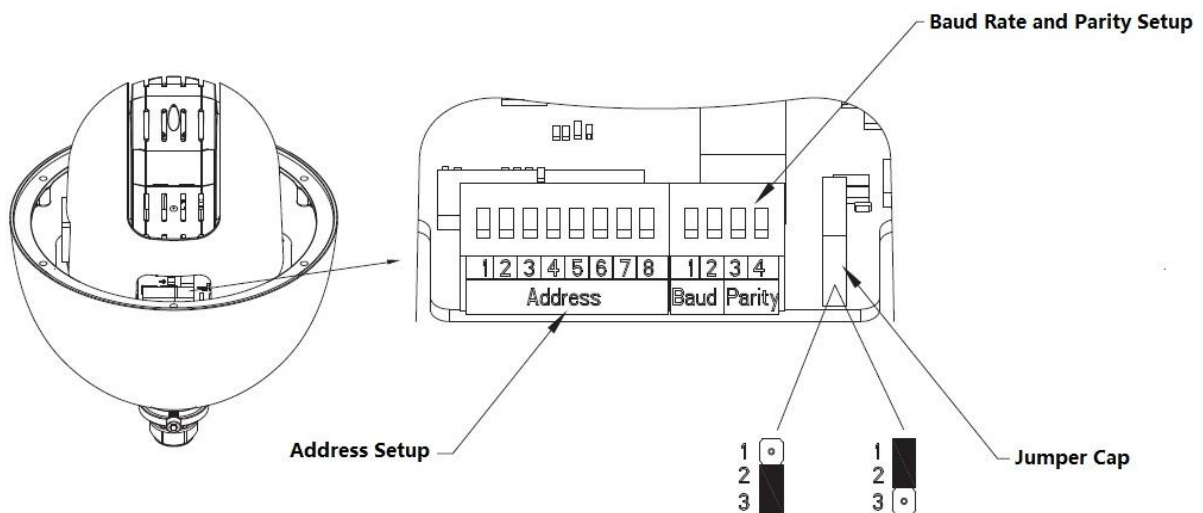 Baud Rate and Parity Setup
1 2 3 4 5 6 7 8 1 2 3 4
Address Baud Parity
Address Setup
Jumper Cap
1 1
2 2
3 3